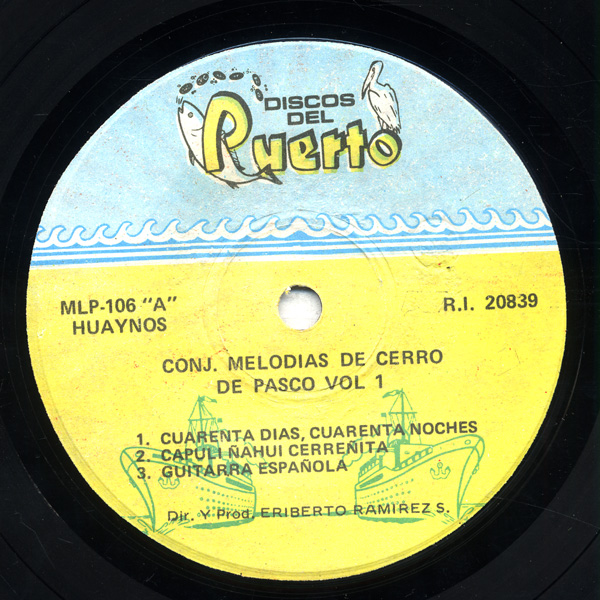 DISCOS
DEL
Puerto
MLP-106 "A"
HUAYNOS
R.I. 20839
CONJ. MELODIAS DE CERRO
DE PASCO VOL 1
1. CUARENTA DIAS, CUARENTA NOCHES
2. CAPULI ÑAHUI CERREÑITA
3. GUITARRA ESPAÑOLA
Dir. Y Prod. ERIBERTO RAMIREZ S.